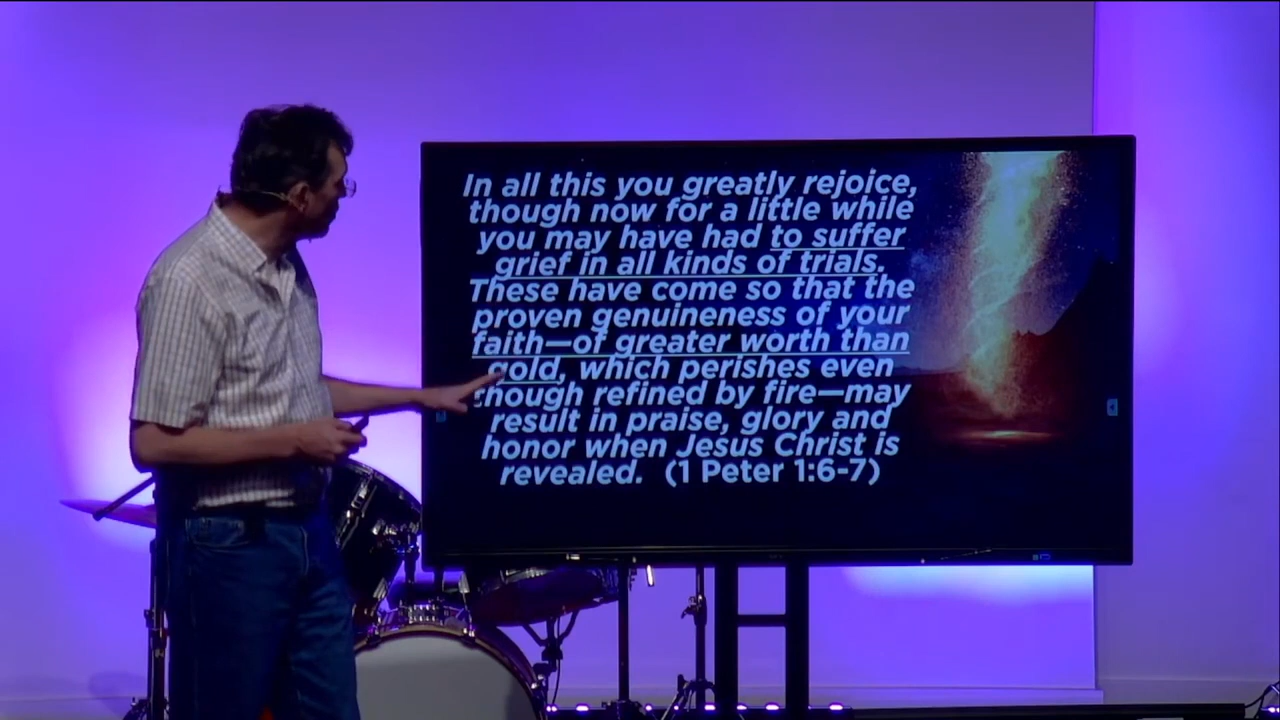 In all this you greatly rejoice,
though now for a little while
you may have had to suffer
grief in all kinds of trials.
These have come so that the
proven genuineness of your
faith—of greater worth than
gold, which perishes even
though refined by fire—may
result in praise, glory and
honor when Jesus Christ is
revealed. (1 Peter 1:6-7)